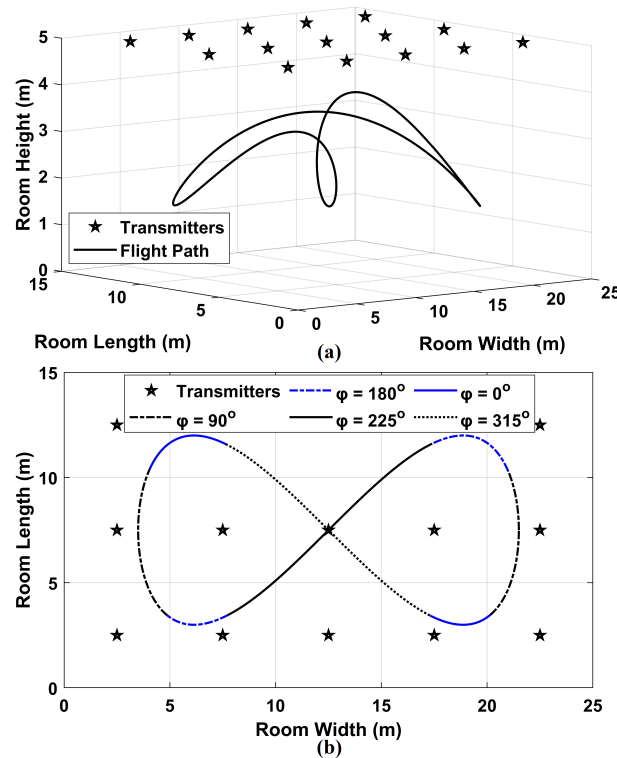 5
4
3
2
1
0
Room Height (m)
Transmitters
Flight Path
15
10
5
0
0
5
10
15
20
25
Room Length (m)
Room Width (m)
(a)
15
10
5
0
Room Length (m)
Transmitters φ = 180° φ = 0°
φ = 90° φ = 225° φ = 315°
0 5 10 15 20 25
Room Width (m)
(b)